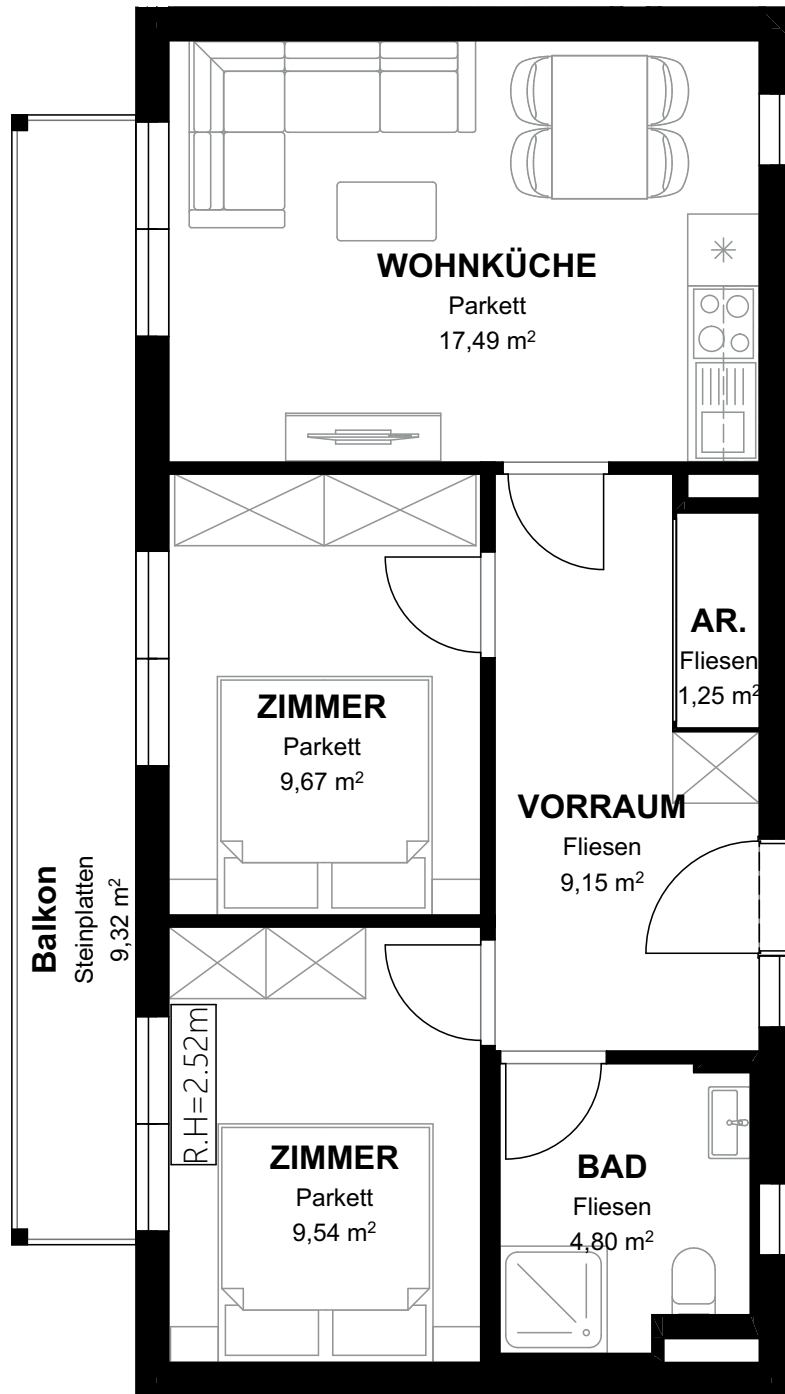 WOHNKÜCHE
Parkett
17,49 m²
AR.
Fliesen
1,25 m²
ZIMMER
Parkett
9,67 m²
VORRAUM
Fliesen
9,15 m²
Balkon
Steinplatten
9,32 m²
R.H=2.52m
ZIMMER
Parkett
9,54 m²
BAD
Fliesen
4,80 m²